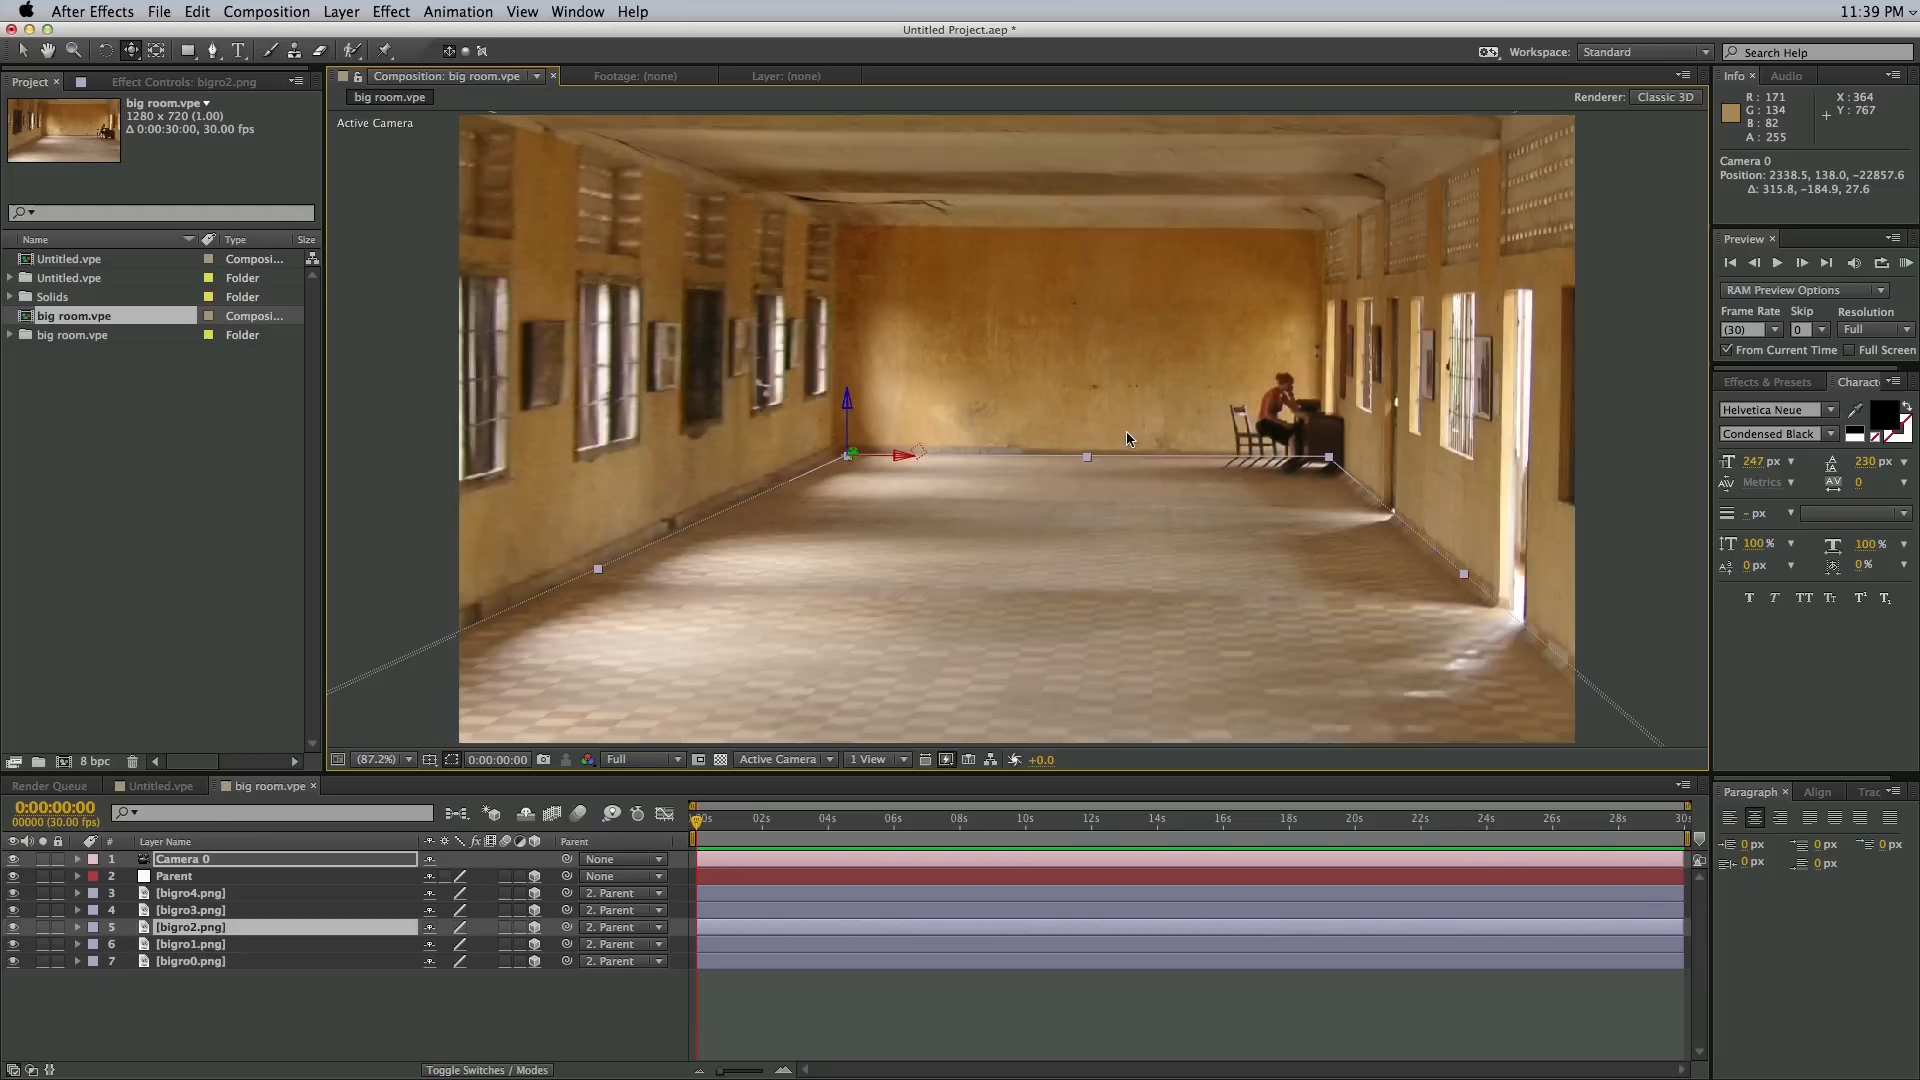 After Effects File Edit Composition Layer Effect Animation View Window Help 11:39 PM
Untitled Project.aep *
Workspace: Standard Search Help
Project × Effect Controls: bigro2.png
Composition: big room.vpe × Footage: (none) Layer: (none)
Info × Audio
big room.vpe
1280 x 720 (1.00)
Δ 0:00:30:00, 30.00 fps
big room.vpe Renderer: Classic 3D
Active Camera
R: 171 X: 364
G: 134 Y: 767
B: 82
A: 255
Camera 0
Position: 2338.5, 138.0, -22857.6
Δ: 315.8, -184.9, 27.6
Name Type Size
Untitled.vpe Composi...
Untitled.vpe Folder
Solids Folder
big room.vpe Composi...
big room.vpe Folder
Preview ×
RAM Preview Options
Frame Rate Skip Resolution
(30) 0 Full
From Current Time Full Screen
Effects & Presets Charact
Helvetica Neue
Condensed Black
247 px 230 px
Metrics 0
- px
100 % 100 %
0 px 0 %
T T TT Tt T¹ T₁
8 bpc
(87.2%) 0:00:00:00 Full Active Camera 1 View +0.0
Render Queue Untitled.vpe big room.vpe ×
0:00:00:00
00000 (30.00 fps)
:00s 02s 04s 06s 08s 10s 12s 14s 16s 18s 20s 22s 24s 26s 28s 30s
# Layer Name fx Parent
1 Camera 0 None
2 Parent None
3 [bigro4.png] 2. Parent
4 [bigro3.png] 2. Parent
5 [bigro2.png] 2. Parent
6 [bigro1.png] 2. Parent
7 [bigro0.png] 2. Parent
Toggle Switches / Modes
Paragraph × Align Trac
0 px 0 px 0 px
0 px 0 px